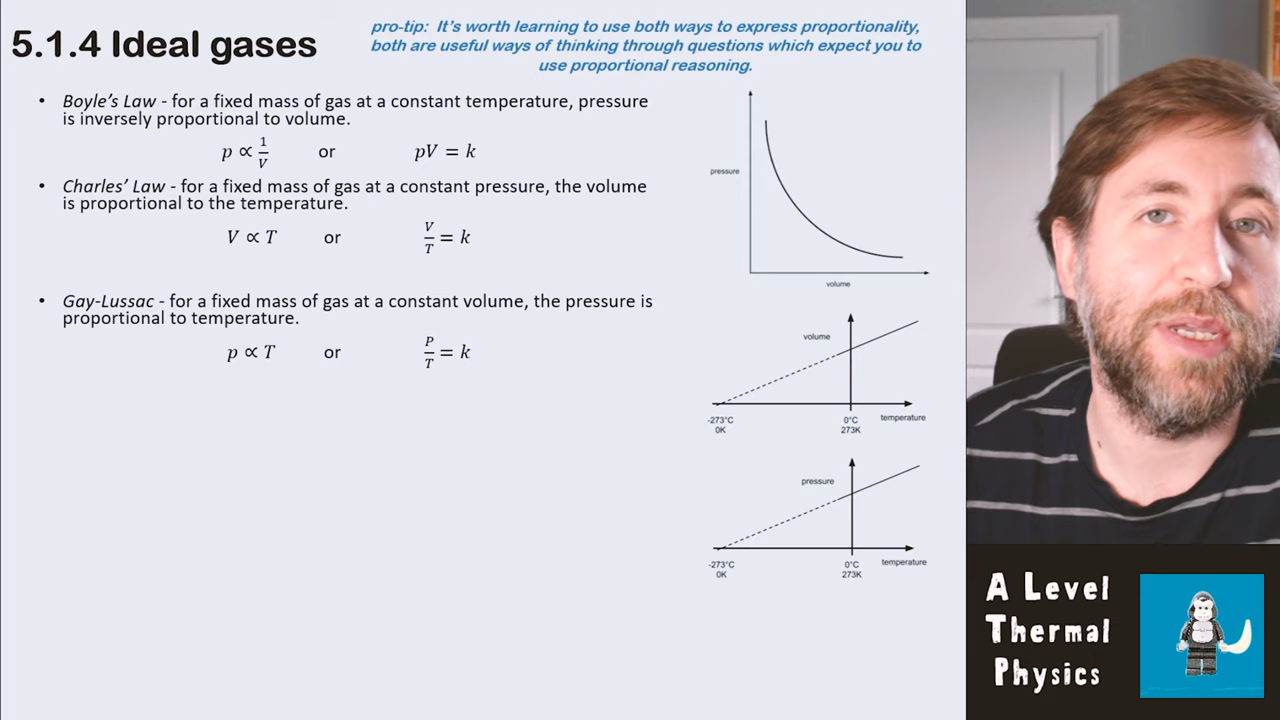 5.1.4 Ideal gases
pro-tip: It's worth learning to use both ways to express proportionality,
both are useful ways of thinking through questions which expect you to
use proportional reasoning.
• Boyle's Law - for a fixed mass of gas at a constant temperature, pressure
is inversely proportional to volume.
p ∝ 1/V or pV = k
• Charles' Law - for a fixed mass of gas at a constant pressure, the volume
is proportional to the temperature.
V ∝ T or V/T = k
• Gay-Lussac - for a fixed mass of gas at a constant volume, the pressure is
proportional to temperature.
p ∝ T or P/T = k
pressure
volume
volume
-273°C 0°C temperature
0K 273K
pressure
-273°C 0°C temperature
0K 273K
A Level
Thermal
Physics